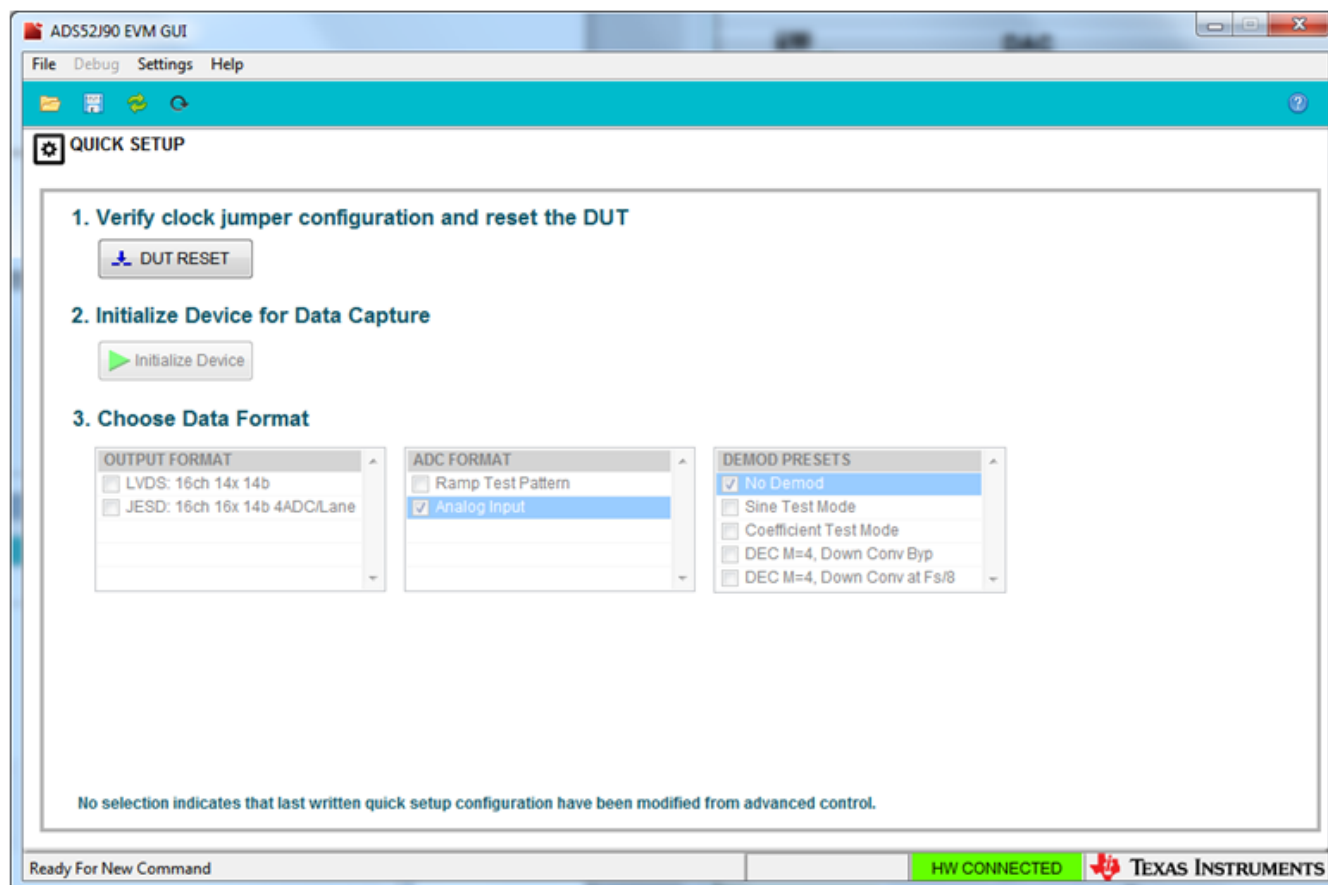 ADS52J90 EVM GUI
File Debug Settings Help
QUICK SETUP
1. Verify clock jumper configuration and reset the DUT
DUT RESET
2. Initialize Device for Data Capture
Initialize Device
3. Choose Data Format
OUTPUT FORMAT
LVDS: 16ch 14x 14b
JESD: 16ch 16x 14b 4ADC/Lane
ADC FORMAT
Ramp Test Pattern
Analog Input
DEMOD PRESETS
No Demod
Sine Test Mode
Coefficient Test Mode
DEC M=4, Down Conv Byp
DEC M=4, Down Conv at Fs/8
No selection indicates that last written quick setup configuration have been modified from advanced control.
Ready For New Command
HW CONNECTED
TEXAS INSTRUMENTS